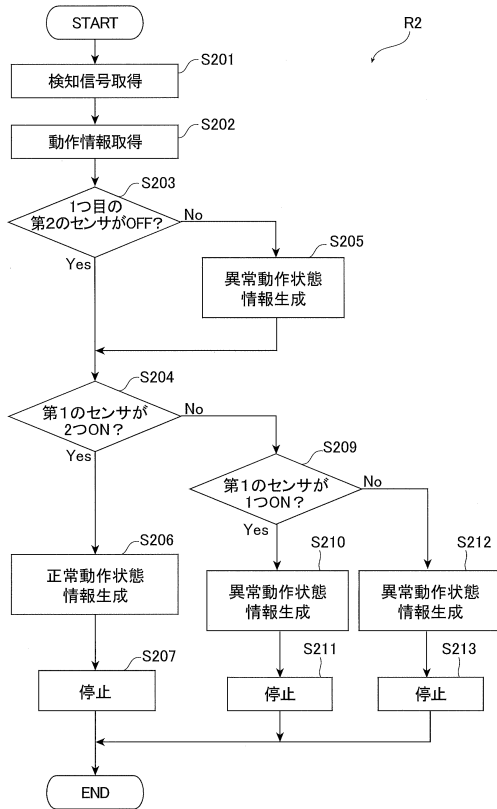 START
R2
S201
検知信号取得
S202
動作情報取得
S203
1つ目の
第2のセンサがOFF?
No
Yes
S205
異常動作状態
情報生成
S204
第1のセンサが
2つON?
No
Yes
S209
第1のセンサが
1つON?
No
Yes
S206
正常動作状態
情報生成
S210
異常動作状態
情報生成
S212
異常動作状態
情報生成
S207
停止
S211
停止
S213
停止
END